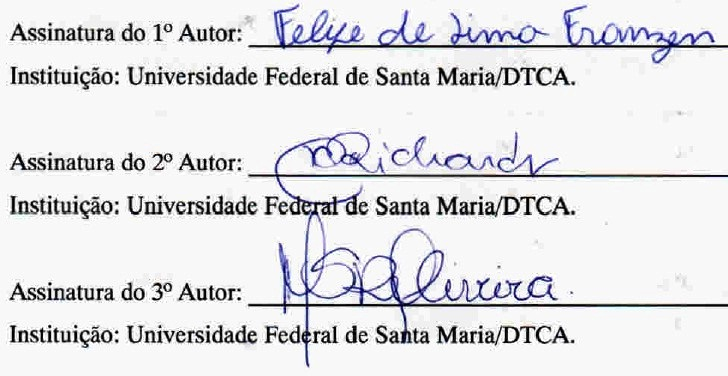 Assinatura do 1º Autor: Felipe de Lima Franzen
Instituição: Universidade Federal de Santa Maria/DTCA.
Assinatura do 2º Autor: Richards
Instituição: Universidade Federal de Santa Maria/DTCA.
Assinatura do 3º Autor: Oliveira
Instituição: Universidade Federal de Santa Maria/DTCA.